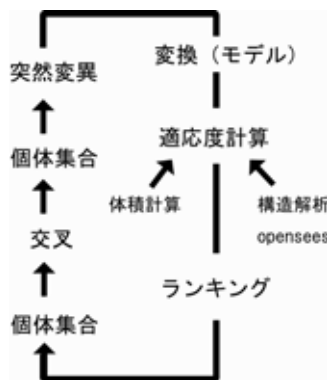 変換（モデル）
突然変異
適応度計算
個体集合
体積計算
構造解析
opensees
交叉
ランキング
個体集合